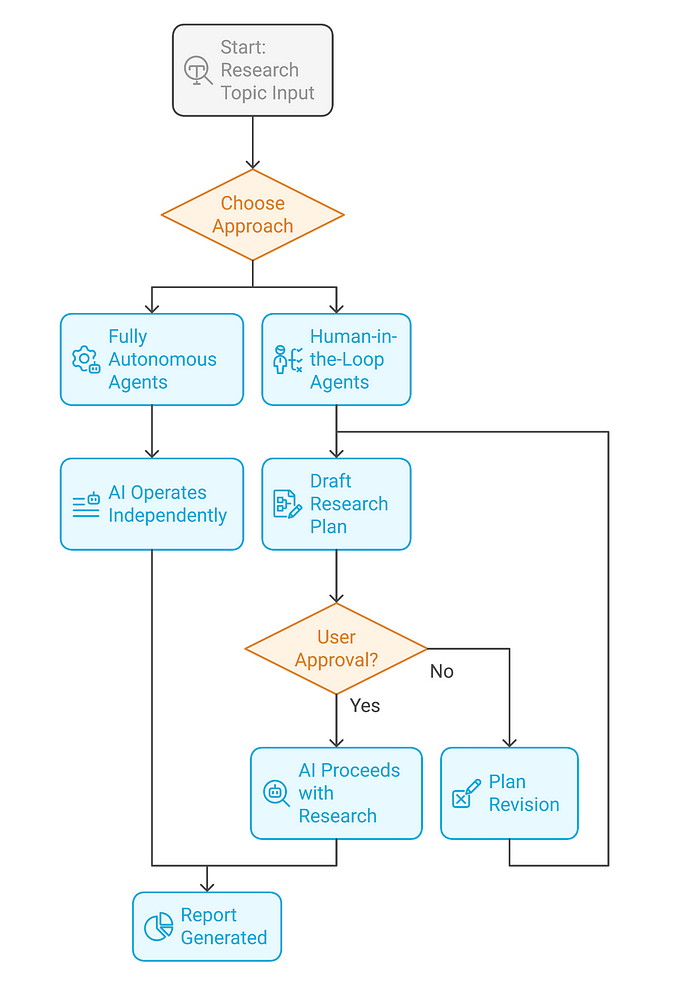 Start:
Research
Topic Input
Choose
Approach
Fully
Autonomous
Agents
Human-in-
the-Loop
Agents
AI Operates
Independently
Draft
Research
Plan
User
Approval?
No
Yes
AI Proceeds
with
Research
Plan
Revision
Report
Generated